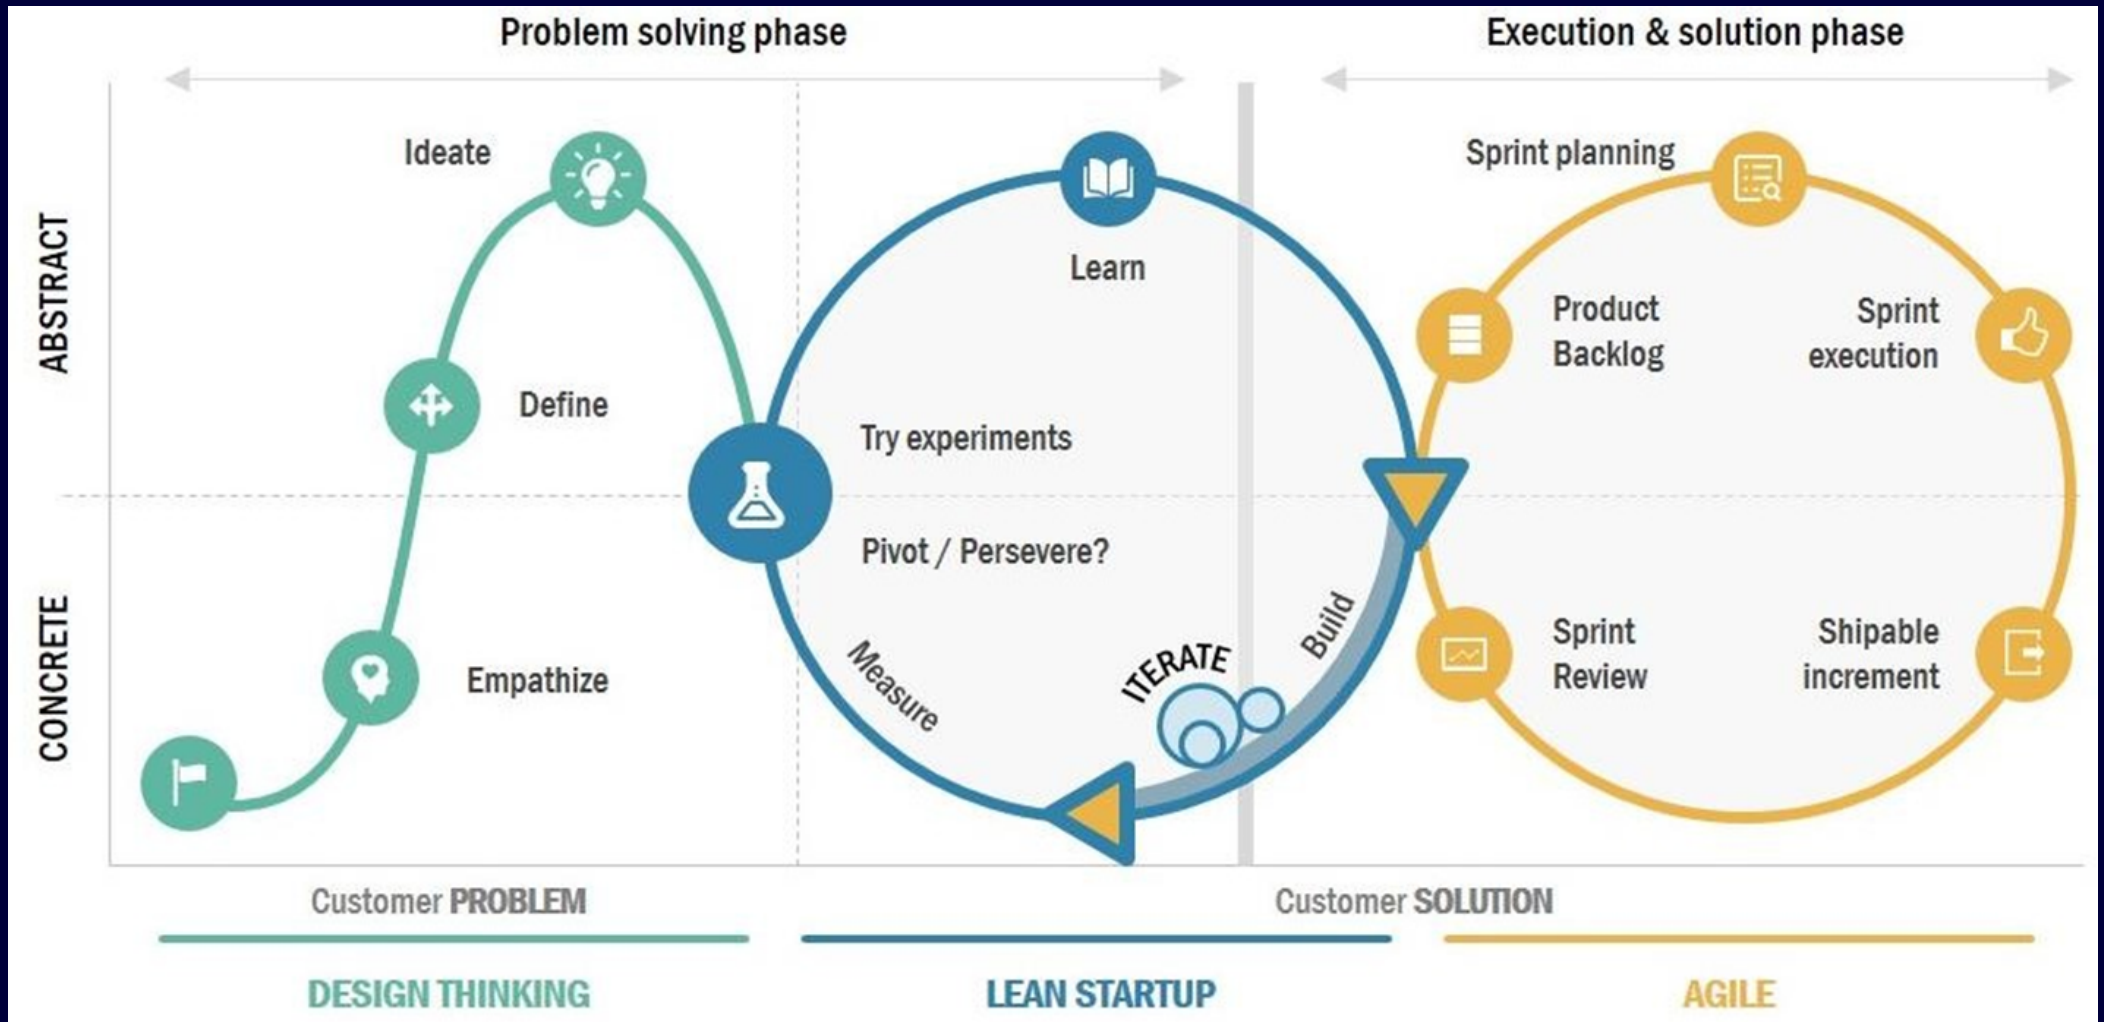 Problem solving phase
Execution & solution phase
Ideate
Sprint planning
Learn
Product
Backlog
Sprint
execution
ABSTRACT
Define
Try experiments
Pivot / Persevere?
CONCRETE
Empathize
Measure
ITERATE
Build
Sprint
Review
Shipable
increment
Customer PROBLEM
Customer SOLUTION
DESIGN THINKING
LEAN STARTUP
AGILE